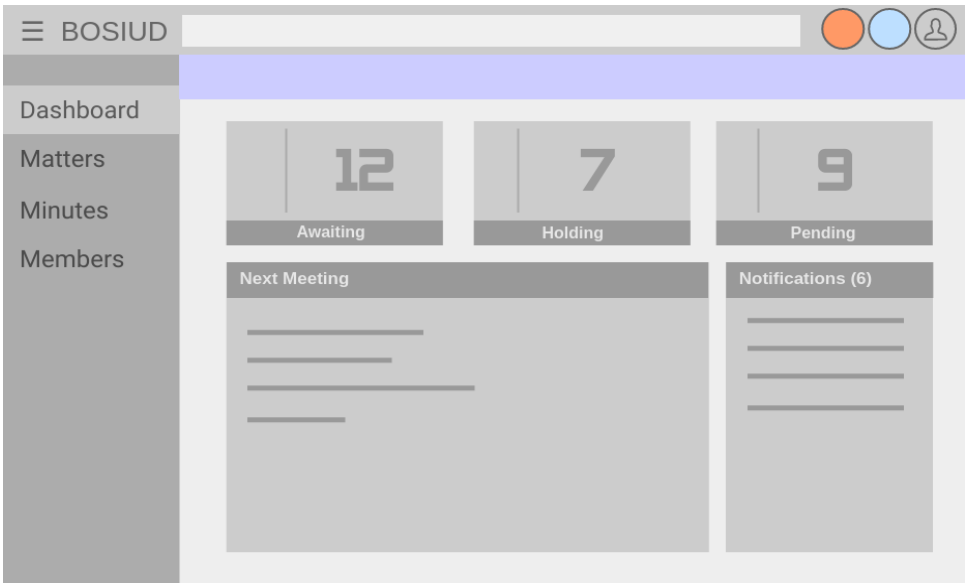 ☰ BOSIUD
Dashboard
Matters
Minutes
Members
12
Awaiting
7
Holding
9
Pending
Next Meeting
Notifications (6)